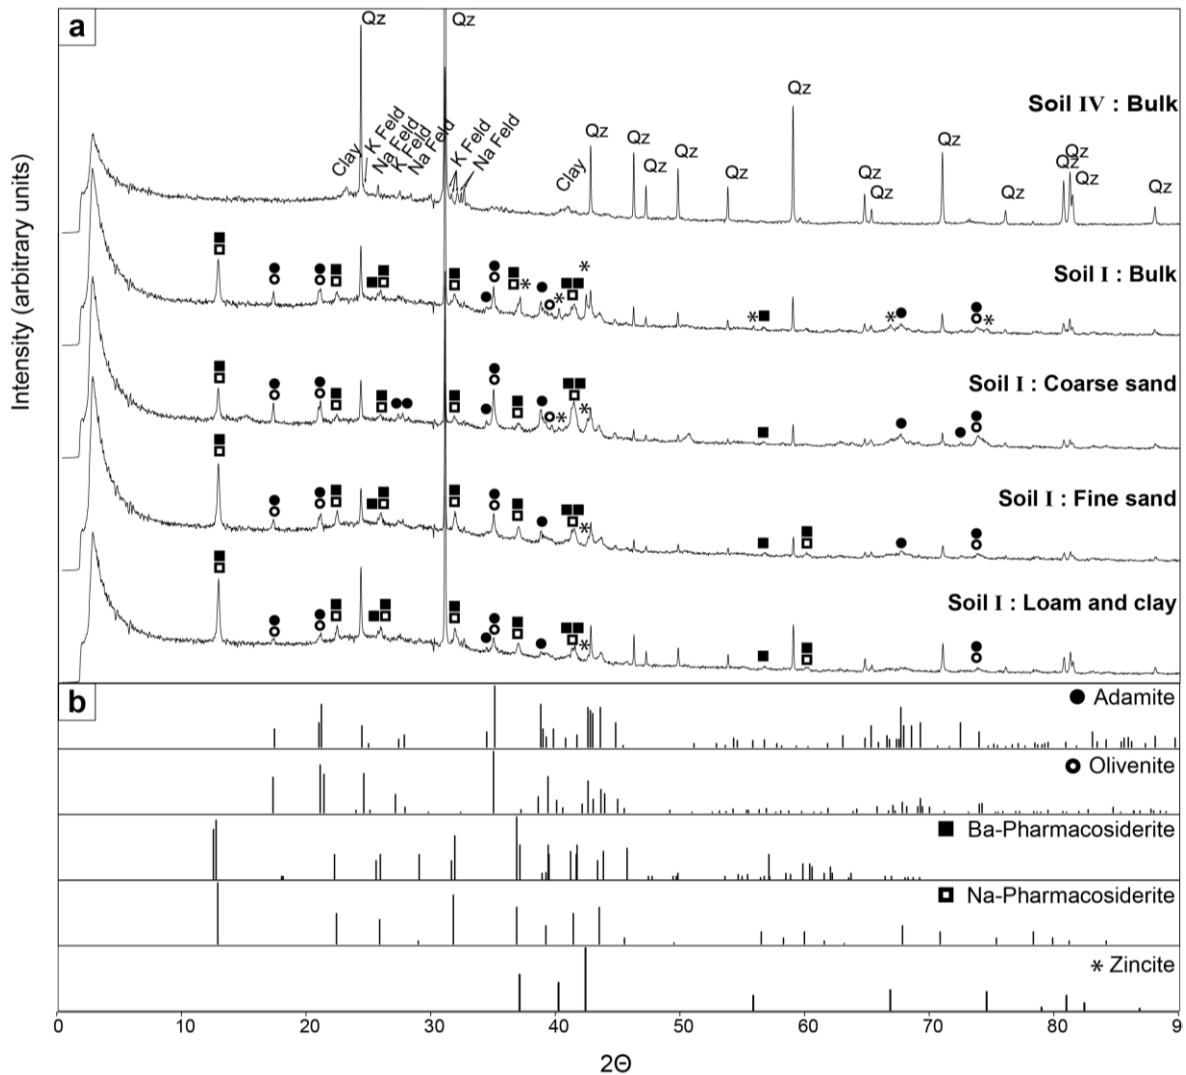 a
Qz
Qz
Clay
K Feld
Na Feld
K Feld
Na Feld
K Feld
Na Feld
Clay
Qz
Qz
Qz
Qz
Qz
Qz
Qz
Qz
Qz
Qz
Qz
Qz
Qz
Qz
Soil IV : Bulk
Soil I : Bulk
Soil I : Coarse sand
Soil I : Fine sand
Soil I : Loam and clay
Intensity (arbitrary units)
b
Adamite
Olivenite
Ba-Pharmacosiderite
Na-Pharmacosiderite
* Zincite
0 10 20 30 40 50 60 70 80 9
2Θ